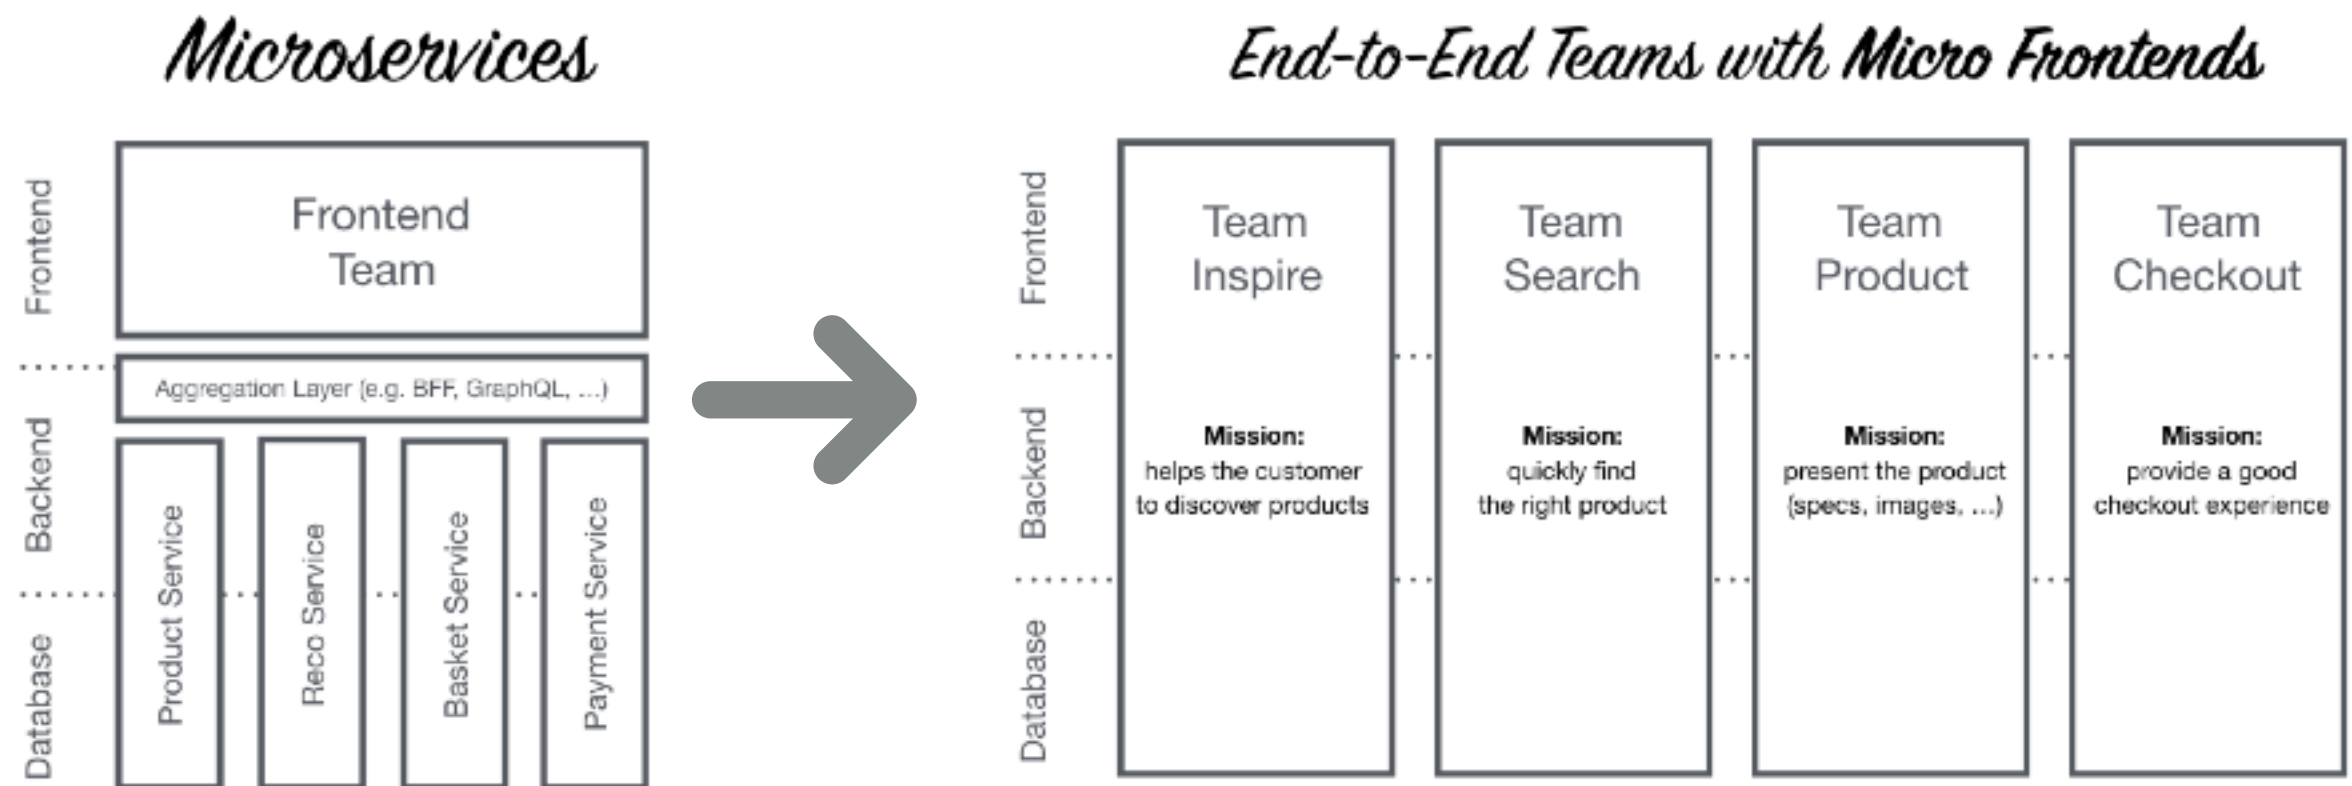 Microservices
Frontend
Frontend
Team
Aggregation Layer (e.g. BFF, GraphQL, ...)
Backend
Database
Product Service
Reco Service
Basket Service
Payment Service
End-to-End Teams with Micro Frontends
Frontend
Backend
Database
Team
Inspire
Mission:
helps the customer
to discover products
Team
Search
Mission:
quickly find
the right product
Team
Product
Mission:
present the product
(specs, images, ...)
Team
Checkout
Mission:
provide a good
checkout experience